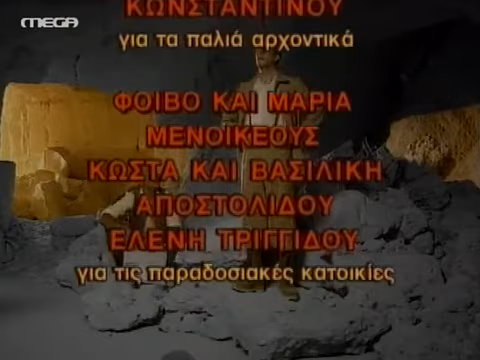 MEGA
ΚΩΝΣΤΑΝΤΙΝΟΥ
για τα παλιά αρχοντικά
ΦΟΙΒΟ ΚΑΙ ΜΑΡΙΑ
ΜΕΝΟΙΚΕΟΥΣ
ΚΩΣΤΑ ΚΑΙ ΒΑΣΙΛΙΚΗ
ΑΠΟΣΤΟΛΙΔΟΥ
ΕΛΕΝΗ ΤΡΙΓΓΙΔΟΥ
για τις παραδοσιακές κατοικίες